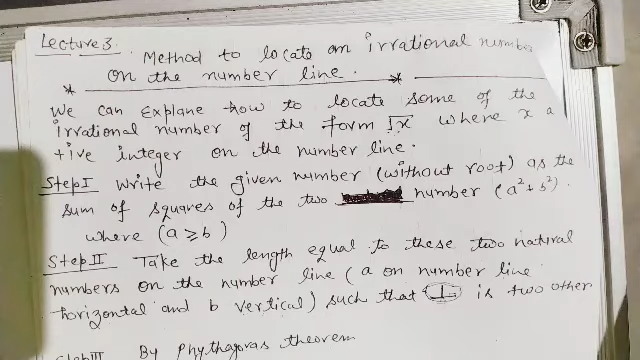 Lecture 3.
Method to locate an irrational number
on the number line.
We can explane how to locate some of the
irrational number of the form √x where x a
+ive integer on the number line.
Step I Write the given number (without root) as the
sum of squares of the two number (a² + b²).
where (a ≥ b)
Step II Take the length equal to these two natural
numbers on the number line (a on number line
horizontal and b vertical) such that ⊥ is two other
Step III By Phythagoras theorem